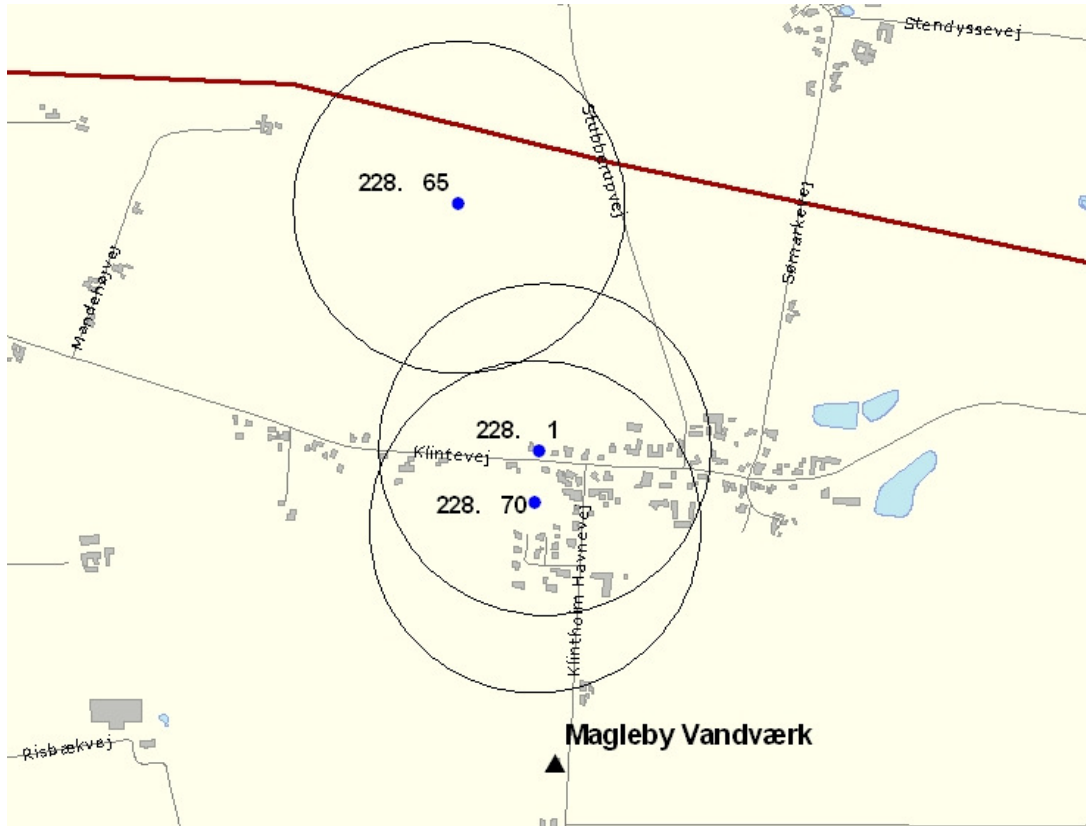 Stendyssevej
Stubberupvej
228. 65
Sømarkevej
Mandehøjvej
228. 1
Klintevej
228. 70
Klintholm Havnevej
Magleby Vandværk
Risbækvej